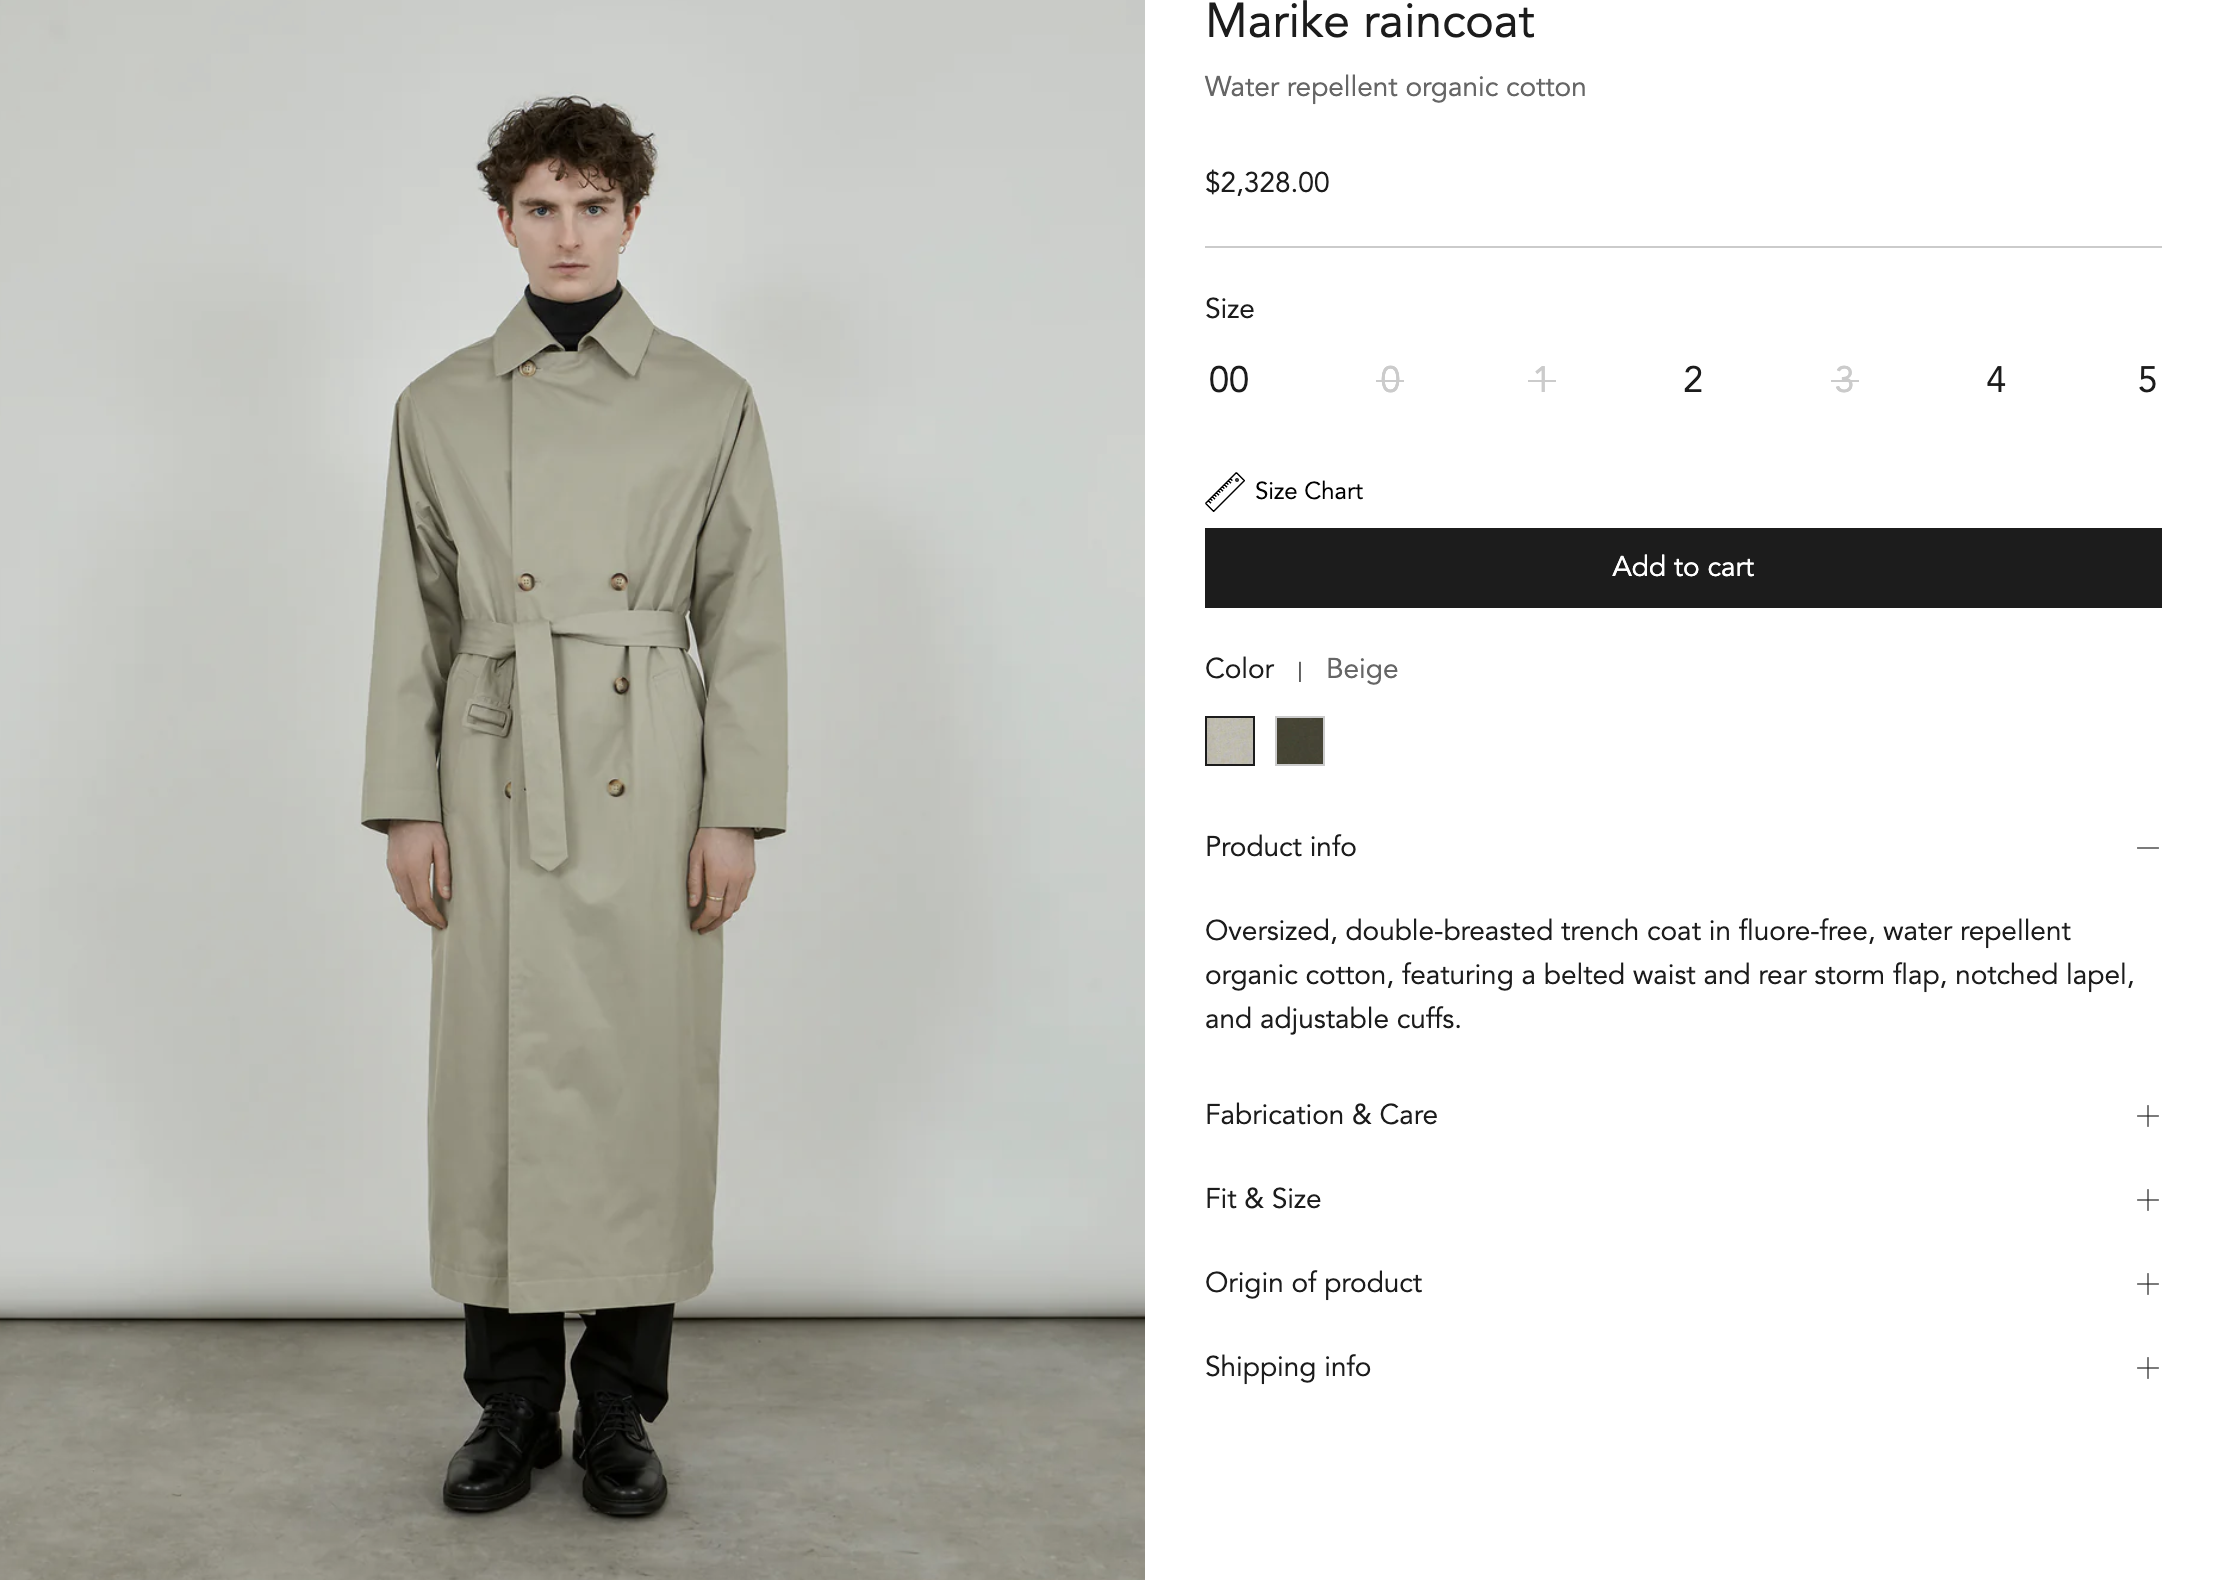 Marike raincoat
Water repellent organic cotton
$2,328.00
Size
00 0 1 2 3 4 5
Size Chart
Add to cart
Color | Beige
Product info
Oversized, double-breasted trench coat in fluore-free, water repellent
organic cotton, featuring a belted waist and rear storm flap, notched lapel,
and adjustable cuffs.
Fabrication & Care
Fit & Size
Origin of product
Shipping info